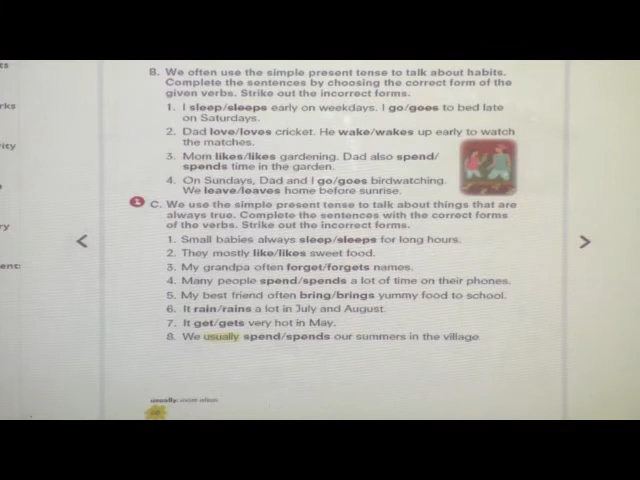 ts
B. We often use the simple present tense to talk about habits.
Complete the sentences by choosing the correct form of the
given verbs. Strike out the incorrect forms.
rks
1. I sleep/sleeps early on weekdays. I go/goes to bed late
on Saturdays.
2. Dad love/loves cricket. He wake/wakes up early to watch
the matches.
vity
3. Mom likes/likes gardening. Dad also spend/
spends time in the garden.
4. On Sundays, Dad and I go/goes birdwatching.
We leave/leaves home before sunrise.
1 C. We use the simple present tense to talk about things that are
always true. Complete the sentences with the correct forms
of the verbs. Strike out the incorrect forms.
ry
1. Small babies always sleep/sleeps for long hours.
2. They mostly like/likes sweet food.
3. My grandpa often forget/forgets names.
ent:
4. Many people spend/spends a lot of time on their phones.
5. My best friend often bring/brings yummy food to school.
6. It rain/rains a lot in July and August.
7. It get/gets very hot in May.
8. We usually spend/spends our summers in the village
usually: most often